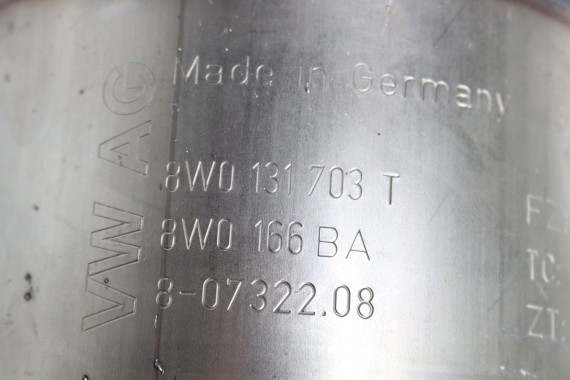 Made in Germany
VW AG
8W0 131 703 T
8W0 166 BA
8-07322.08
FZ
TC:
ZT: